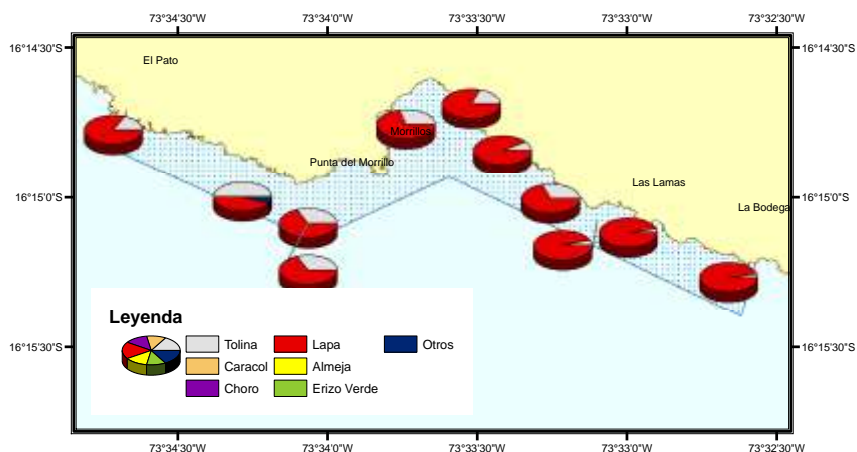 73°34'30"W 73°34'0"W 73°33'30"W 73°33'0"W 73°32'30"W
16°14'30"S 16°14'30"S
El Pato
Morrillos
Punta del Morrillo
Las Lamas
16°15'0"S 16°15'0"S
La Bodega
Leyenda
Tolina Lapa Otros
Caracol Almeja
Choro Erizo Verde
16°15'30"S 16°15'30"S
73°34'30"W 73°34'0"W 73°33'30"W 73°33'0"W 73°32'30"W